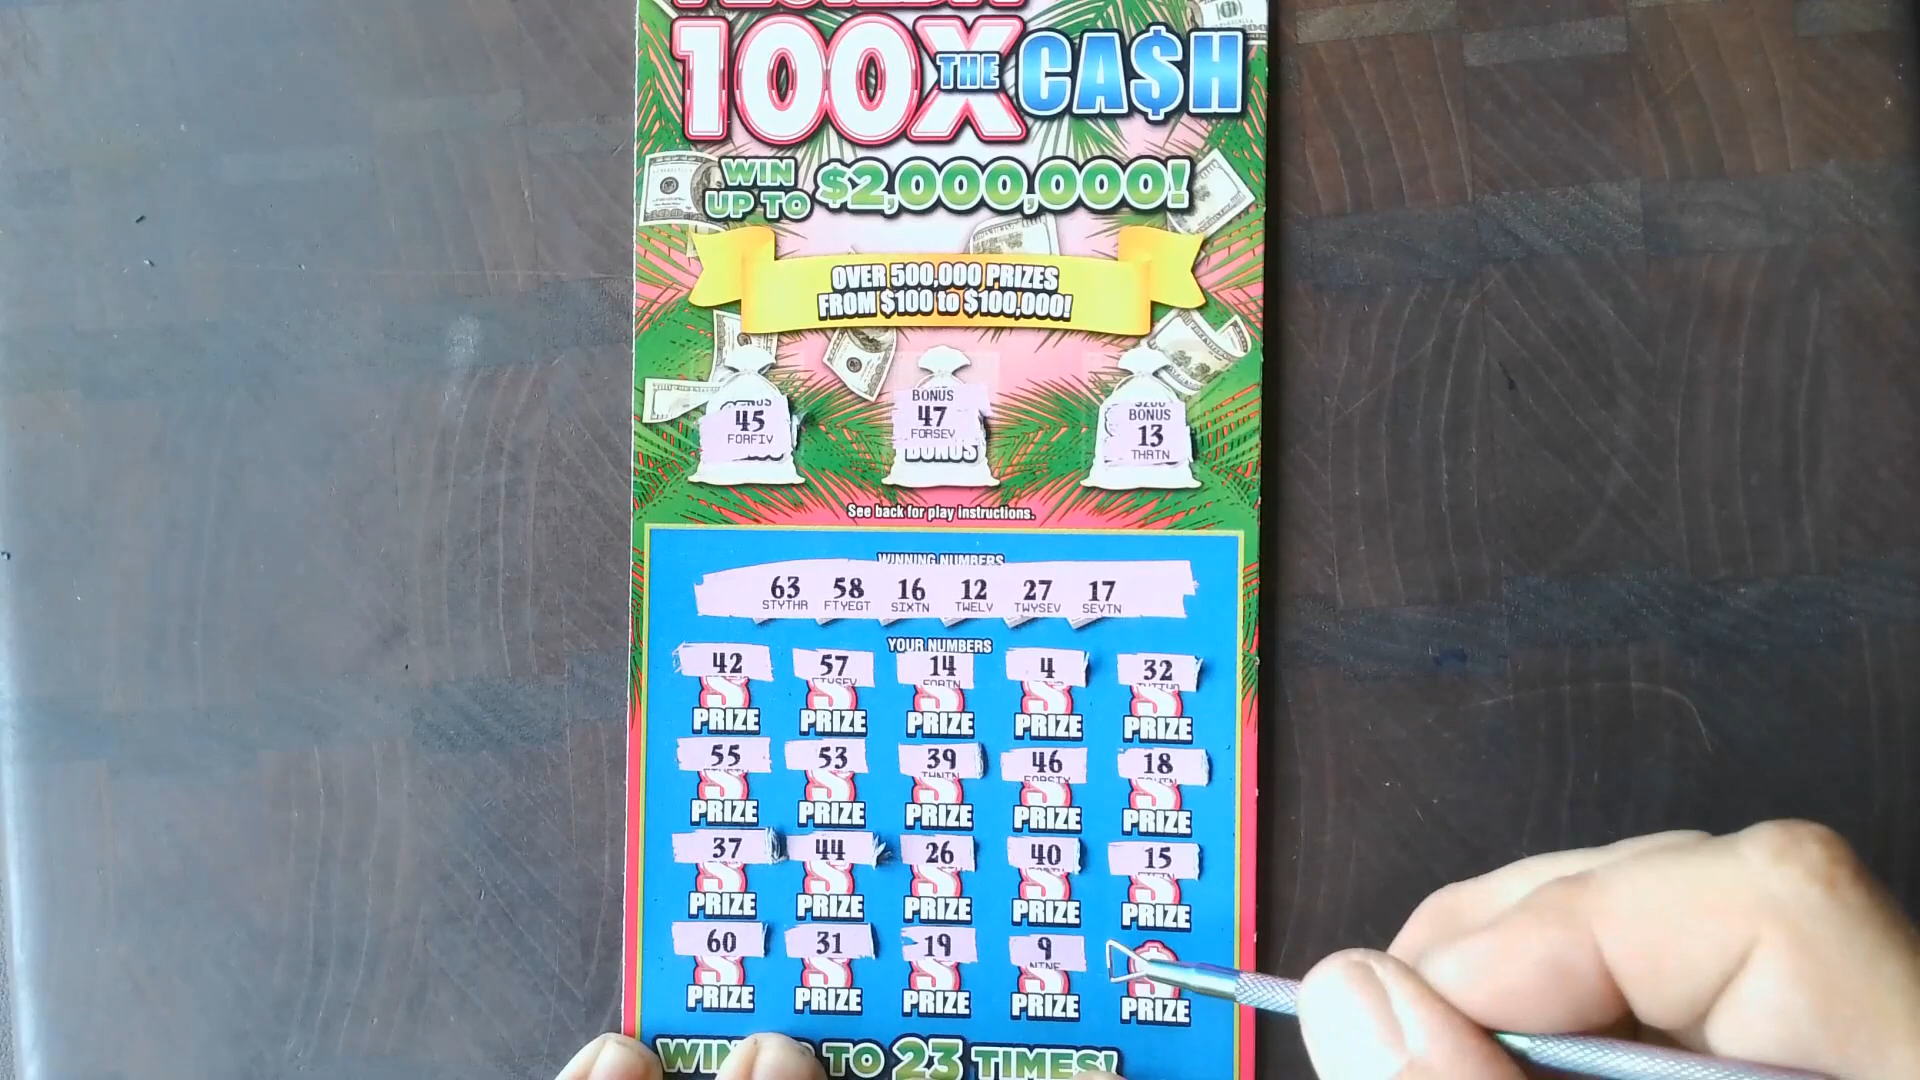 100X THE CA$H
WIN UP TO $2,000,000!
OVER 500,000 PRIZES
FROM $100 to $100,000!
45
FORFIV
BONUS
47
FORSEV
BONUS
BONUS
13
THRTN
See back for play instructions.
WINNING NUMBERS
63 58 16 12 27 17
STYTHR FTYEGT SIXTN TWELV TWYSEV SEVTN
YOUR NUMBERS
42 57 14 4 32
PRIZE PRIZE PRIZE PRIZE PRIZE
55 53 39 46 18
PRIZE PRIZE PRIZE PRIZE PRIZE
37 44 26 40 15
PRIZE PRIZE PRIZE PRIZE PRIZE
60 31 19 9
NINE
PRIZE PRIZE PRIZE PRIZE PRIZE
WIN TO 23 TIMES!